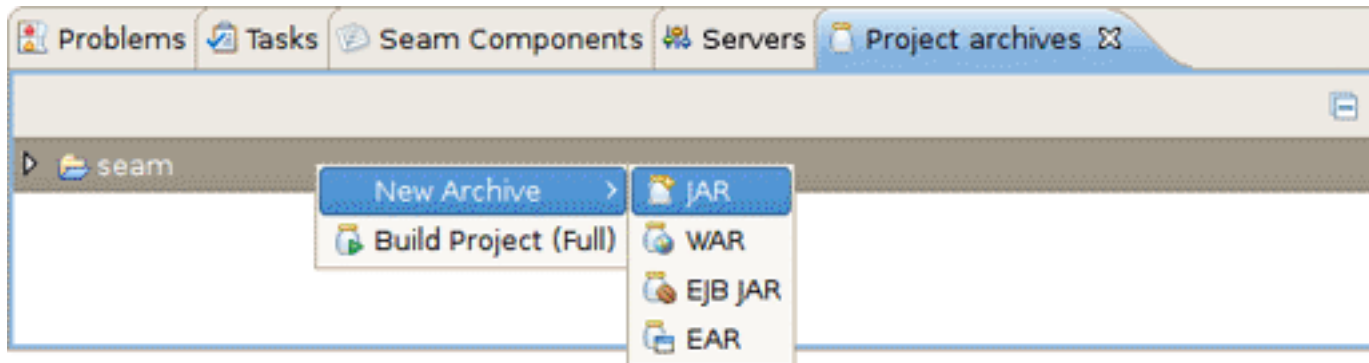 Problems Tasks Seam Components Servers Project archives
seam
New Archive > JAR
Build Project (Full) WAR
EJB JAR
EAR